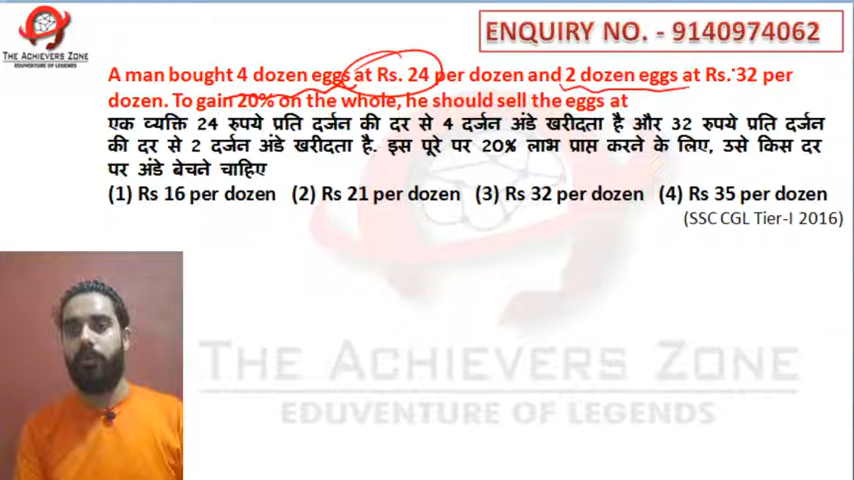 THE ACHIEVERS ZONE
EDUVENTURE OF LEGENDS
ENQUIRY NO. - 9140974062
A man bought 4 dozen eggs at Rs. 24 per dozen and 2 dozen eggs at Rs. 32 per
dozen. To gain 20% on the whole, he should sell the eggs at
एक व्यक्ति 24 रुपये प्रति दर्जन की दर से 4 दर्जन अंडे खरीदता है और 32 रुपये प्रति दर्जन
की दर से 2 दर्जन अंडे खरीदता है. इस पूरे पर 20% लाभ प्राप्त करने के लिए, उसे किस दर
पर अंडे बेचने चाहिए
(1) Rs 16 per dozen (2) Rs 21 per dozen (3) Rs 32 per dozen (4) Rs 35 per dozen
(SSC CGL Tier-I 2016)
THE ACHIEVERS ZONE
EDUVENTURE OF LEGENDS